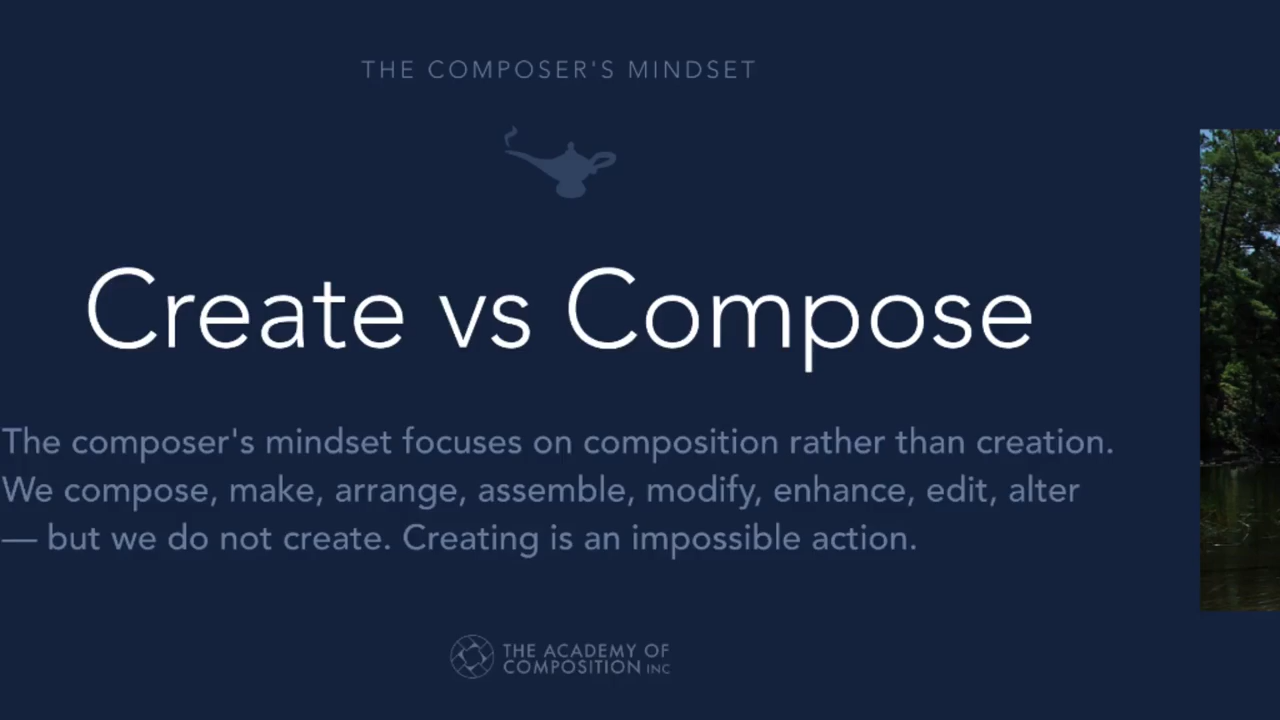 THE COMPOSER'S MINDSET
Create vs Compose
The composer's mindset focuses on composition rather than creation.
We compose, make, arrange, assemble, modify, enhance, edit, alter
— but we do not create. Creating is an impossible action.
THE ACADEMY OF
COMPOSITION INC